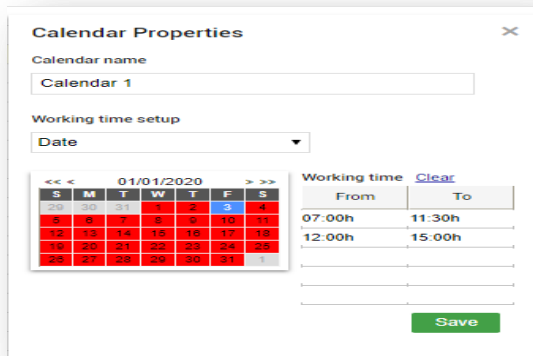 Calendar Properties ×
Calendar name
Calendar 1
Working time setup
Date
<< < 01/01/2020 > >>
S M T W T F S
29 30 31 1 2 3 4
5 6 7 8 9 10 11
12 13 14 15 16 17 18
19 20 21 22 23 24 25
26 27 28 29 30 31 1
Working time Clear
From To
07:00h 11:30h
12:00h 15:00h
Save